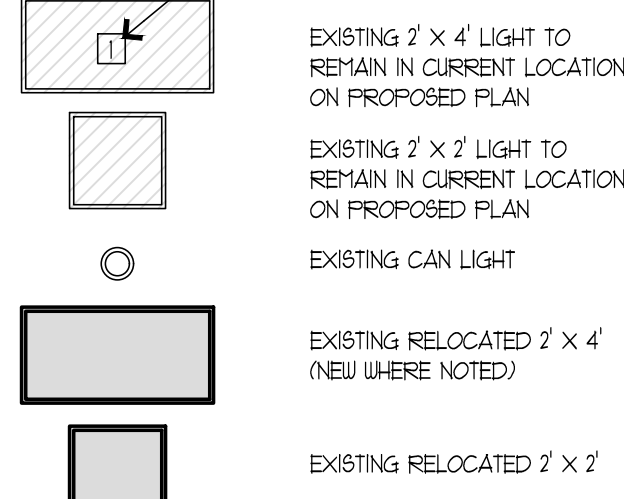 1
EXISTING 2' X 4' LIGHT TO
REMAIN IN CURRENT LOCATION
ON PROPOSED PLAN
EXISTING 2' X 2' LIGHT TO
REMAIN IN CURRENT LOCATION
ON PROPOSED PLAN
EXISTING CAN LIGHT
EXISTING RELOCATED 2' X 4'
(NEW WHERE NOTED)
EXISTING RELOCATED 2' X 2'